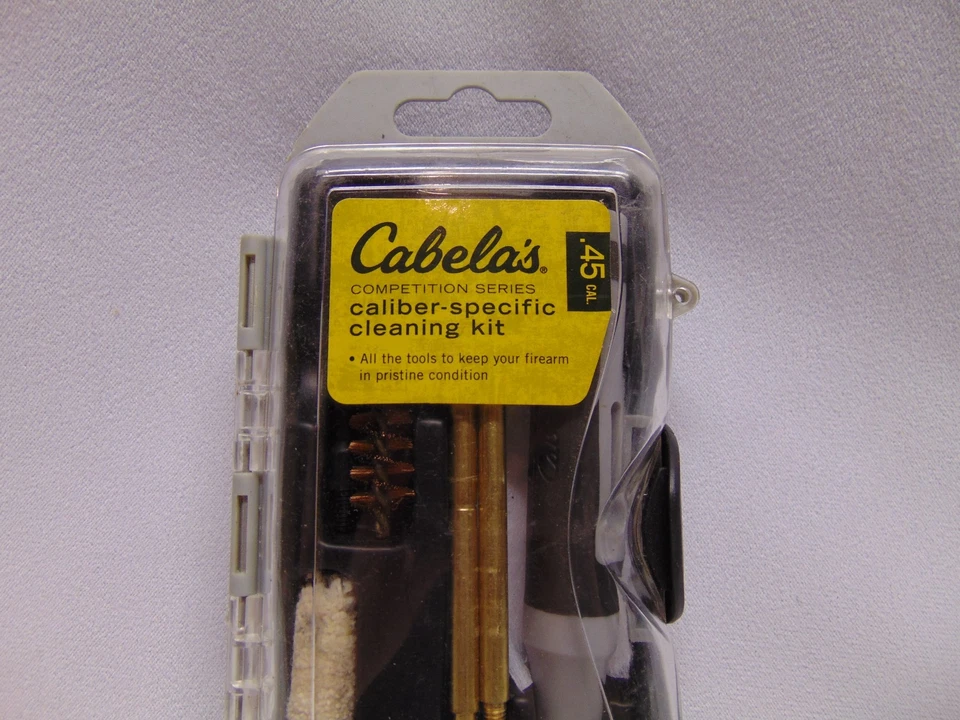 Cabela's®
COMPETITION SERIES
caliber-specific
cleaning kit
• All the tools to keep your firearm
in pristine condition
.45 CAL.